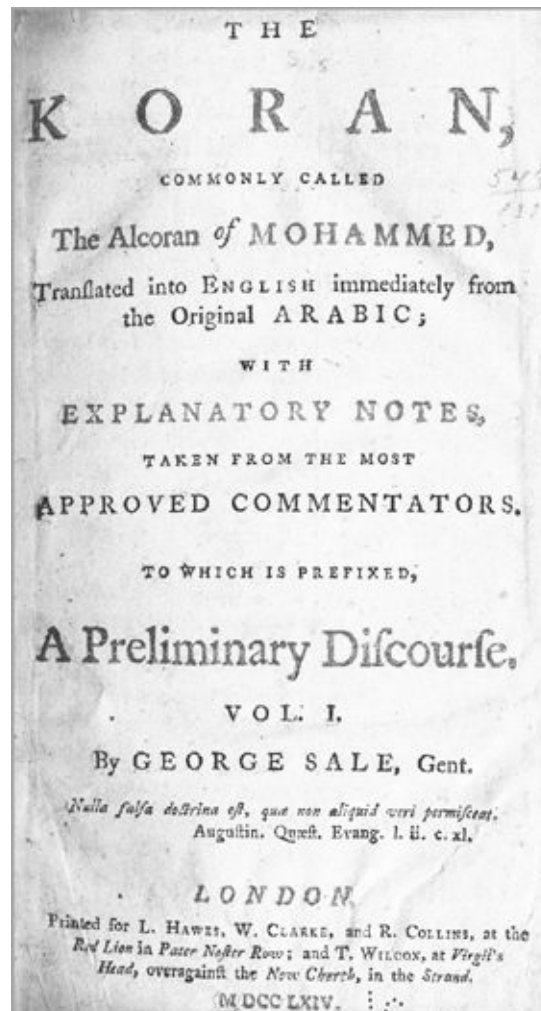 THE
KORAN,
COMMONLY CALLED
The Alcoran of MOHAMMED,
Tranſlated into ENGLISH immediately from
the Original ARABIC;
WITH
EXPLANATORY NOTES,
TAKEN FROM THE MOST
APPROVED COMMENTATORS.
TO WHICH IS PREFIXED,
A Preliminary Diſcourſe.
VOL. I.
By GEORGE SALE, Gent.
Nulla falſa doctrina eſt, quæ non aliquid veri permiſceat.
Auguſtin. Quæſt. Evang. l. ii. c. xl.
LONDON
Printed for L. HAWES, W. CLARKE, and R. COLLINS, at the
Red Lion in Pater Noſter Row; and T. WILCOX, at Virgil's
Head, overagainſt the New Church, in the Strand.
MDCCLXIV.